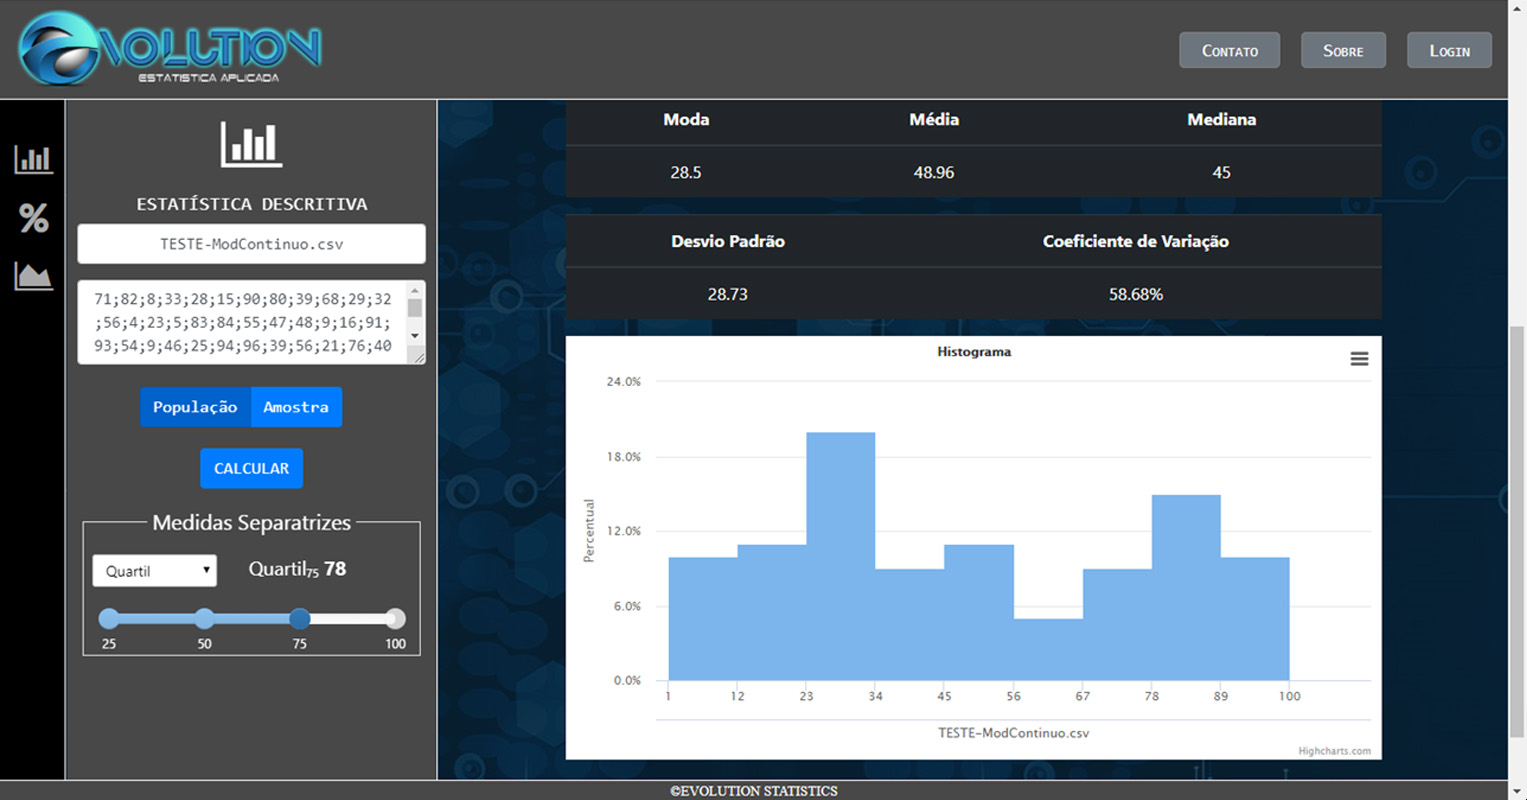 EVOLUTION
ESTATISTICA APLICADA
Contato
Sobre
Login
ESTATÍSTICA DESCRITIVA
TESTE-ModContinuo.csv
71;82;8;33;28;15;90;80;39;68;29;32
;56;4;23;5;83;84;55;47;48;9;16;91;
93;54;9;46;25;94;96;39;56;21;76;40
População
Amostra
CALCULAR
Medidas Separatrizes
Quartil
Quartil75 78
25 50 75 100
Moda Média Mediana
28.5 48.96 45
Desvio Padrão Coeficiente de Variação
28.73 58.68%
Histograma
Percentual
24.0%
18.0%
12.0%
6.0%
0.0%
1 12 23 34 45 56 67 78 89 100
TESTE-ModContinuo.csv
Highcharts.com
©EVOLUTION STATISTICS